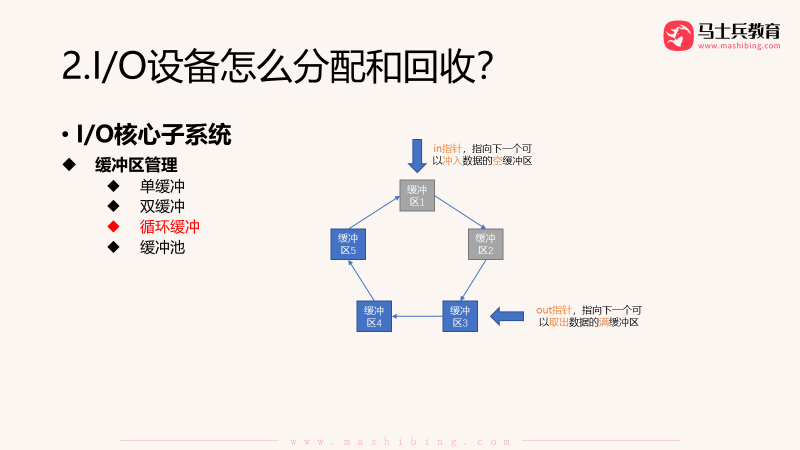 马士兵教育
www.mashibing.com
2.I/O设备怎么分配和回收?
• I/O核心子系统
◆ 缓冲区管理
◆ 单缓冲
◆ 双缓冲
◆ 循环缓冲
◆ 缓冲池
in指针，指向下一个可
以冲入数据的空缓冲区
缓冲
区1
缓冲
区5
缓冲
区2
缓冲
区4
缓冲
区3
out指针，指向下一个可
以取出数据的满缓冲区
www.mashibing.com